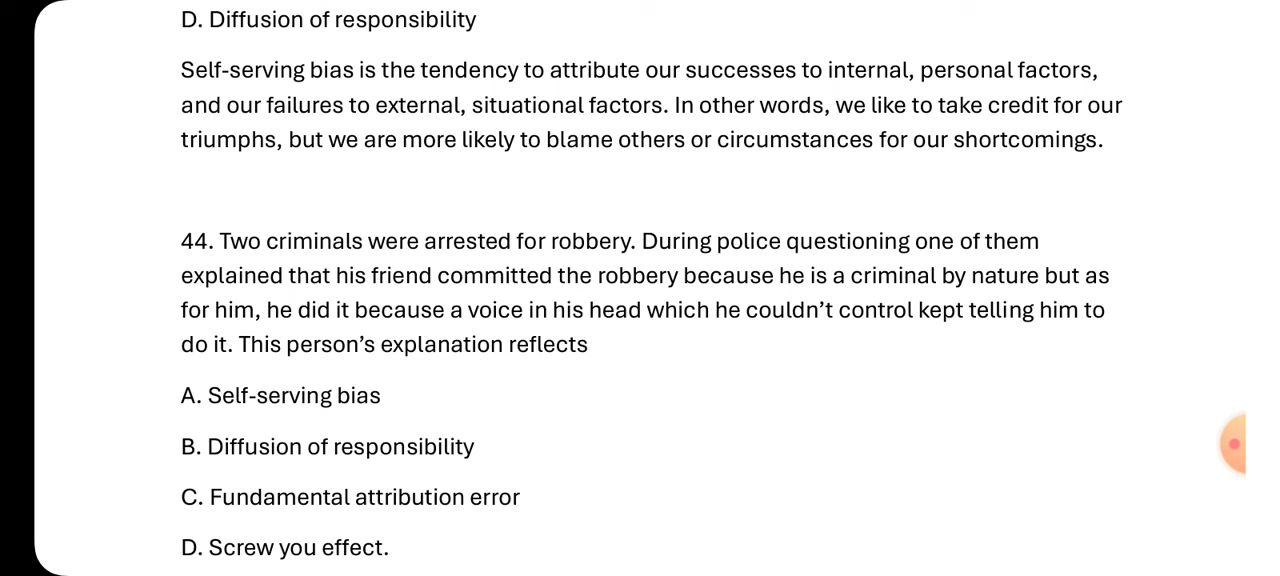 D. Diffusion of responsibility
Self-serving bias is the tendency to attribute our successes to internal, personal factors,
and our failures to external, situational factors. In other words, we like to take credit for our
triumphs, but we are more likely to blame others or circumstances for our shortcomings.
44. Two criminals were arrested for robbery. During police questioning one of them
explained that his friend committed the robbery because he is a criminal by nature but as
for him, he did it because a voice in his head which he couldn’t control kept telling him to
do it. This person’s explanation reflects
A. Self-serving bias
B. Diffusion of responsibility
C. Fundamental attribution error
D. Screw you effect.